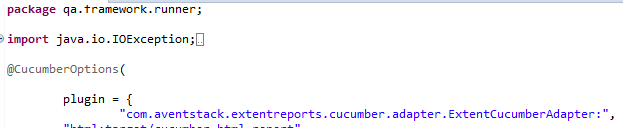 package qa.framework.runner;
import java.io.IOException;
@CucumberOptions(
plugin = {
"com.aventstack.extentreports.cucumber.adapter.ExtentCucumberAdapter:",
"html:target/cucumber-html-report"